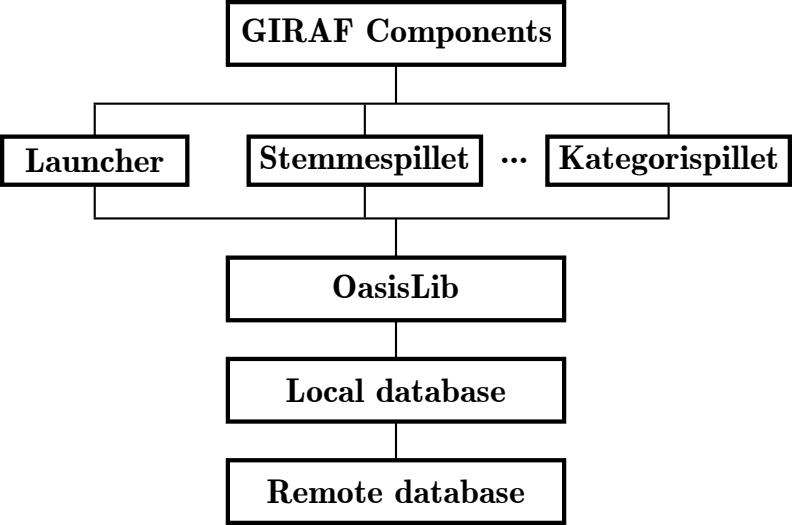 GIRAF Components
Launcher
Stemmespillet
...
Kategorispillet
OasisLib
Local database
Remote database